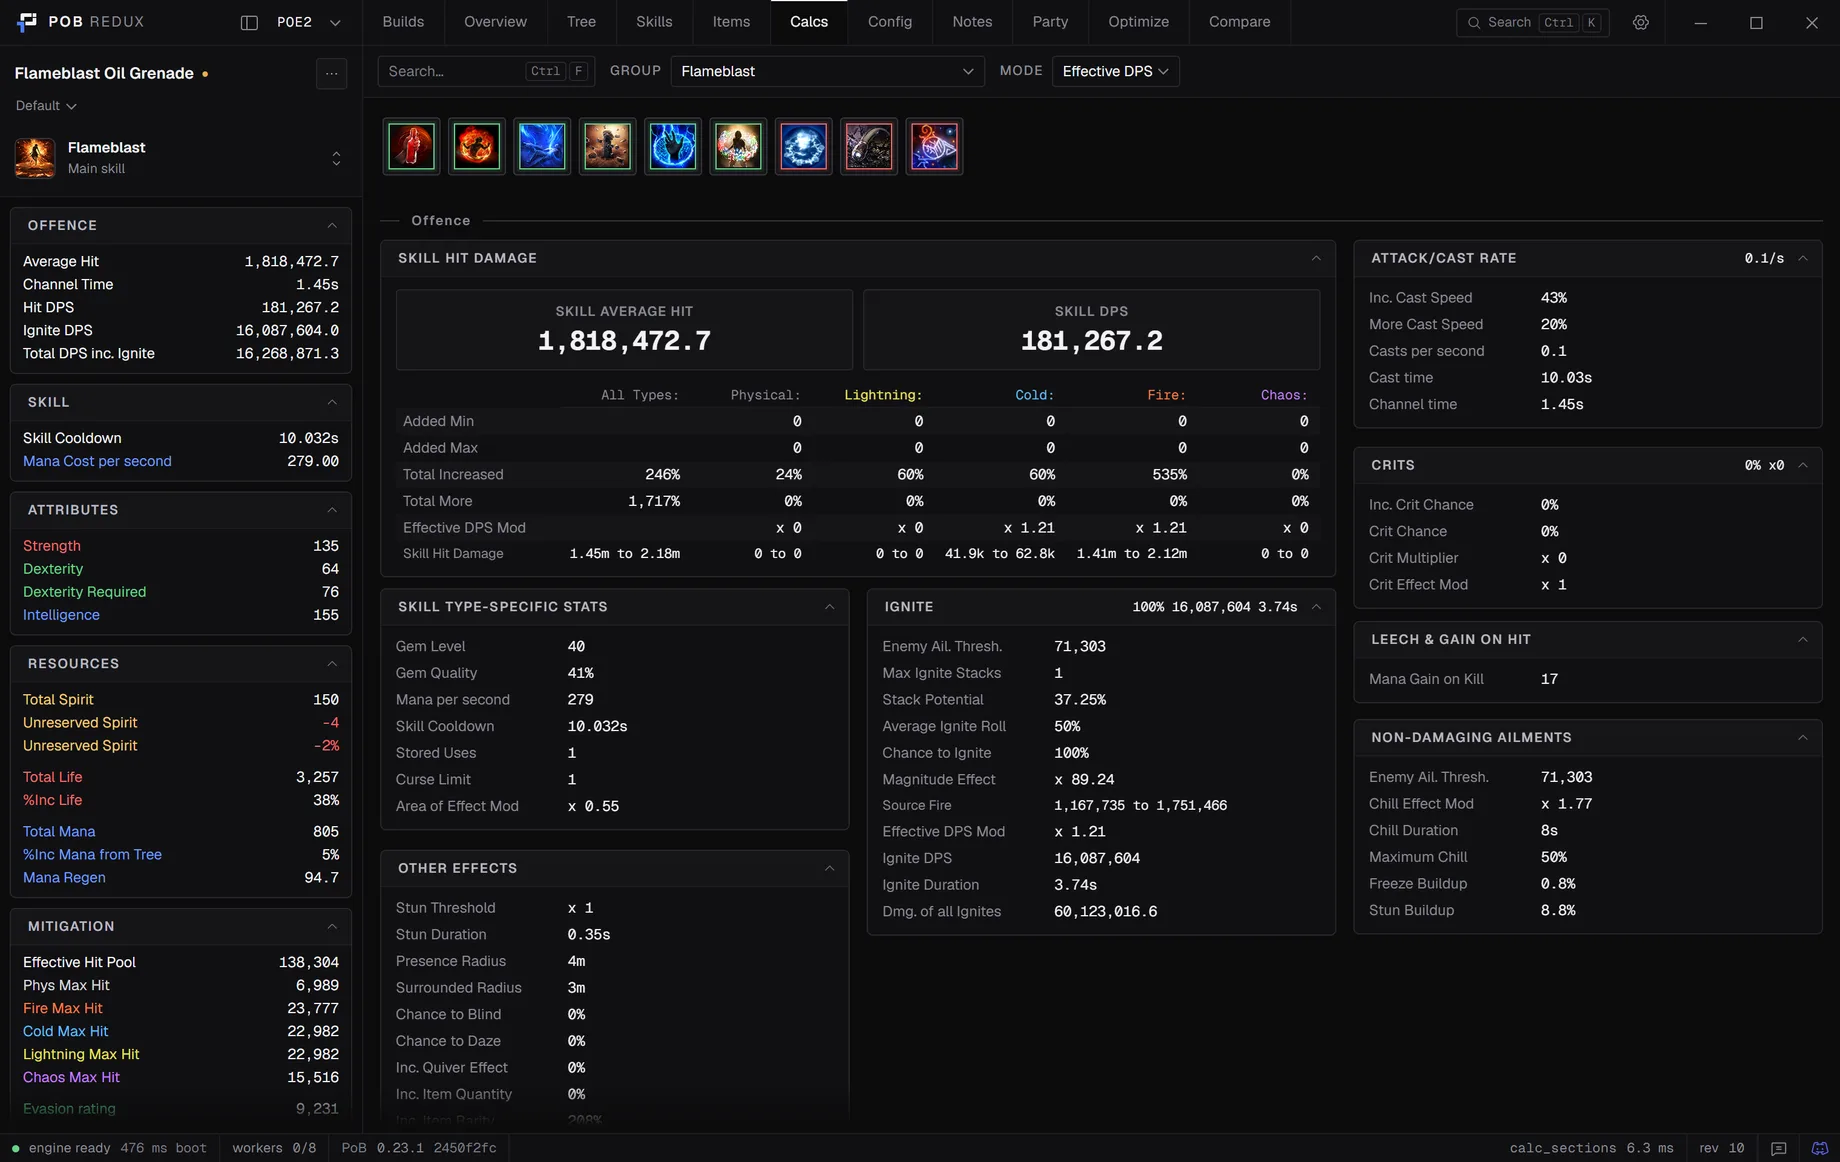 POB REDUX
POE2
Builds
Overview
Tree
Skills
Items
Calcs
Config
Notes
Party
Optimize
Compare
Search Ctrl K
Flameblast Oil Grenade
...
Default
Flameblast
Main skill
Search... Ctrl F
GROUP Flameblast
MODE Effective DPS
OFFENCE
Average Hit 1,818,472.7
Channel Time 1.45s
Hit DPS 181,267.2
Ignite DPS 16,087,604.0
Total DPS inc. Ignite 16,268,871.3
SKILL
Skill Cooldown 10.032s
Mana Cost per second 279.00
ATTRIBUTES
Strength 135
Dexterity 64
Dexterity Required 76
Intelligence 155
RESOURCES
Total Spirit 150
Unreserved Spirit -4
Unreserved Spirit -2%
Total Life 3,257
%Inc Life 38%
Total Mana 805
%Inc Mana from Tree 5%
Mana Regen 94.7
MITIGATION
Effective Hit Pool 138,304
Phys Max Hit 6,989
Fire Max Hit 23,777
Cold Max Hit 22,982
Lightning Max Hit 22,982
Chaos Max Hit 15,516
Evasion rating 9,231
Offence
SKILL HIT DAMAGE
SKILL AVERAGE HIT
1,818,472.7
SKILL DPS
181,267.2
All Types: Physical: Lightning: Cold: Fire: Chaos:
Added Min 0 0 0 0 0
Added Max 0 0 0 0 0
Total Increased 246% 24% 60% 60% 535% 0%
Total More 1,717% 0% 0% 0% 0% 0%
Effective DPS Mod x 0 x 0 x 1.21 x 1.21 x 0
Skill Hit Damage 1.45m to 2.18m 0 to 0 0 to 0 41.9k to 62.8k 1.41m to 2.12m 0 to 0
SKILL TYPE-SPECIFIC STATS
Gem Level 40
Gem Quality 41%
Mana per second 279
Skill Cooldown 10.032s
Stored Uses 1
Curse Limit 1
Area of Effect Mod x 0.55
OTHER EFFECTS
Stun Threshold x 1
Stun Duration 0.35s
Presence Radius 4m
Surrounded Radius 3m
Chance to Blind 0%
Chance to Daze 0%
Inc. Quiver Effect 0%
Inc. Item Quantity 0%
Inc. Item Rarity 208%
IGNITE 100% 16,087,604 3.74s
Enemy Ail. Thresh. 71,303
Max Ignite Stacks 1
Stack Potential 37.25%
Average Ignite Roll 50%
Chance to Ignite 100%
Magnitude Effect x 89.24
Source Fire 1,167,735 to 1,751,466
Effective DPS Mod x 1.21
Ignite DPS 16,087,604
Ignite Duration 3.74s
Dmg. of all Ignites 60,123,016.6
ATTACK/CAST RATE 0.1/s
Inc. Cast Speed 43%
More Cast Speed 20%
Casts per second 0.1
Cast time 10.03s
Channel time 1.45s
CRITS 0% x0
Inc. Crit Chance 0%
Crit Chance 0%
Crit Multiplier x 0
Crit Effect Mod x 1
LEECH & GAIN ON HIT
Mana Gain on Kill 17
NON-DAMAGING AILMENTS
Enemy Ail. Thresh. 71,303
Chill Effect Mod x 1.77
Chill Duration 8s
Maximum Chill 50%
Freeze Buildup 0.8%
Stun Buildup 8.8%
engine ready 476 ms boot
workers 0/8
PoB 0.23.1 2450f2fc
calc_sections 6.3 ms
rev 10